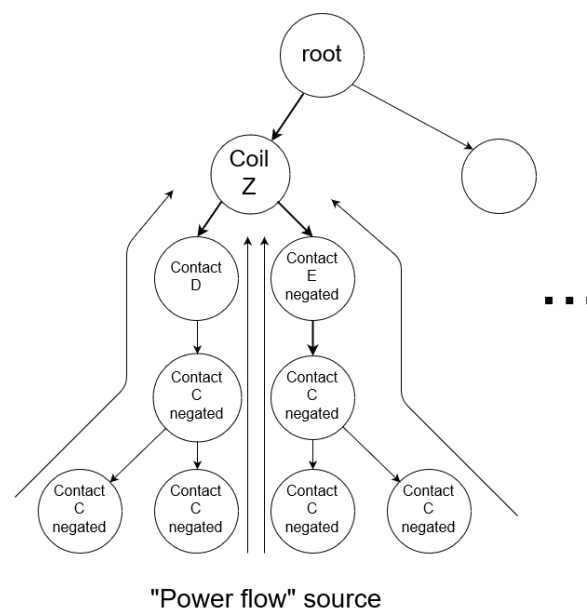 root
Coil
Z
Contact
D
Contact
E
negated
Contact
C
negated
Contact
C
negated
Contact
C
negated
Contact
C
negated
Contact
C
negated
Contact
C
negated
"Power flow" source